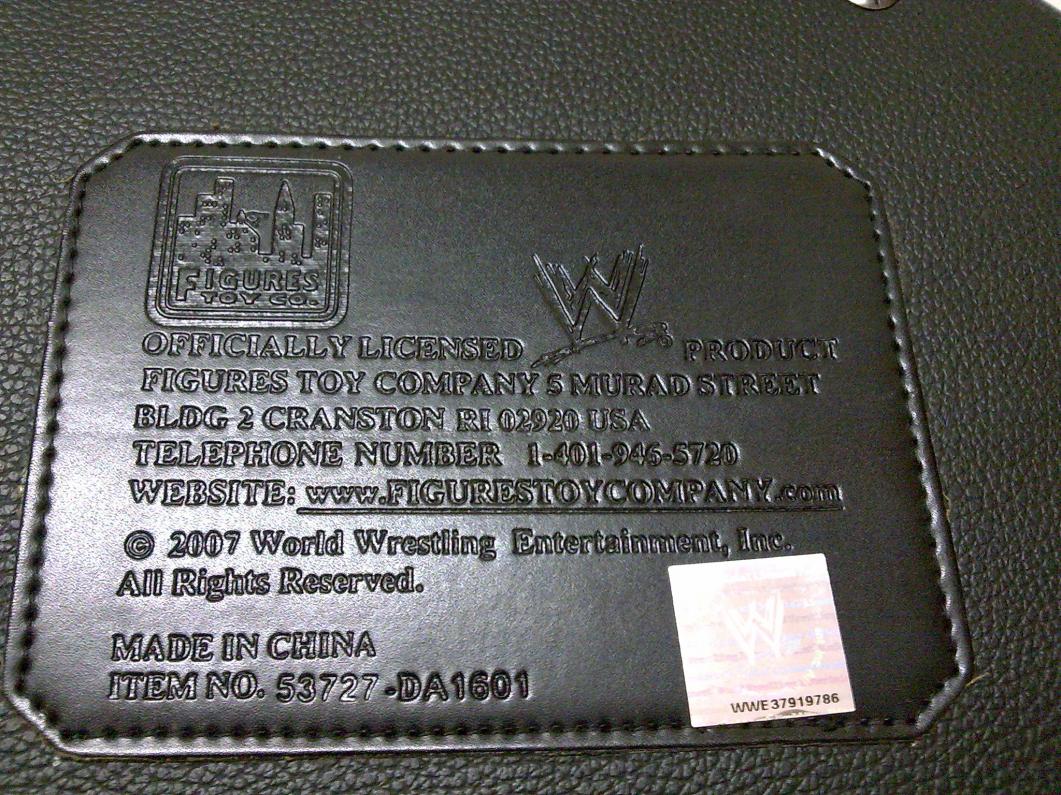 FIGURES
TOY CO.
W
OFFICIALLY LICENSED PRODUCT
FIGURES TOY COMPANY 5 MURAD STREET
BLDG 2 CRANSTON RI 02920 USA
TELEPHONE NUMBER 1-401-946-5720
WEBSITE: www.FIGURESTOYCOMPANY.com
© 2007 World Wrestling Entertainment, Inc.
All Rights Reserved.
MADE IN CHINA
ITEM NO. 53727-DA1601
W
WWE37919786